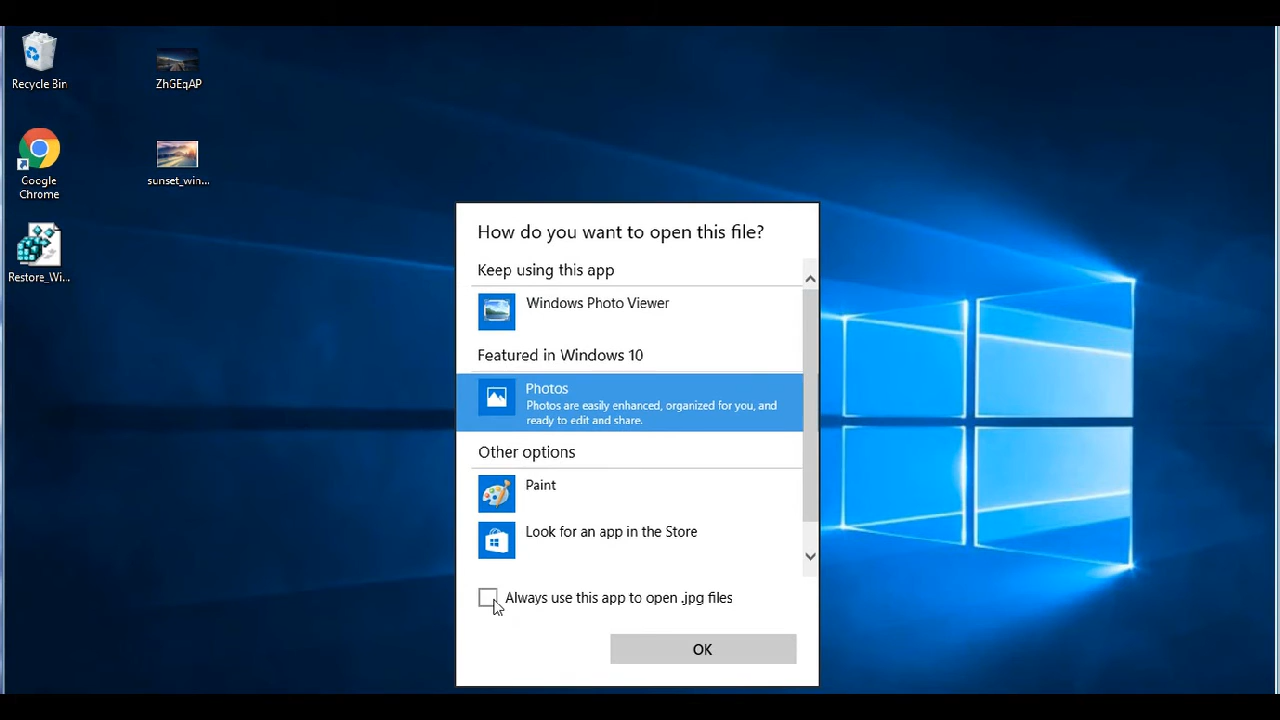 Recycle Bin
ZhGEqAP
Google
Chrome
sunset_win...
Restore_Wi...
How do you want to open this file?
Keep using this app
Windows Photo Viewer
Featured in Windows 10
Photos
Photos are easily enhanced, organized for you, and
ready to edit and share.
Other options
Paint
Look for an app in the Store
Always use this app to open .jpg files
OK